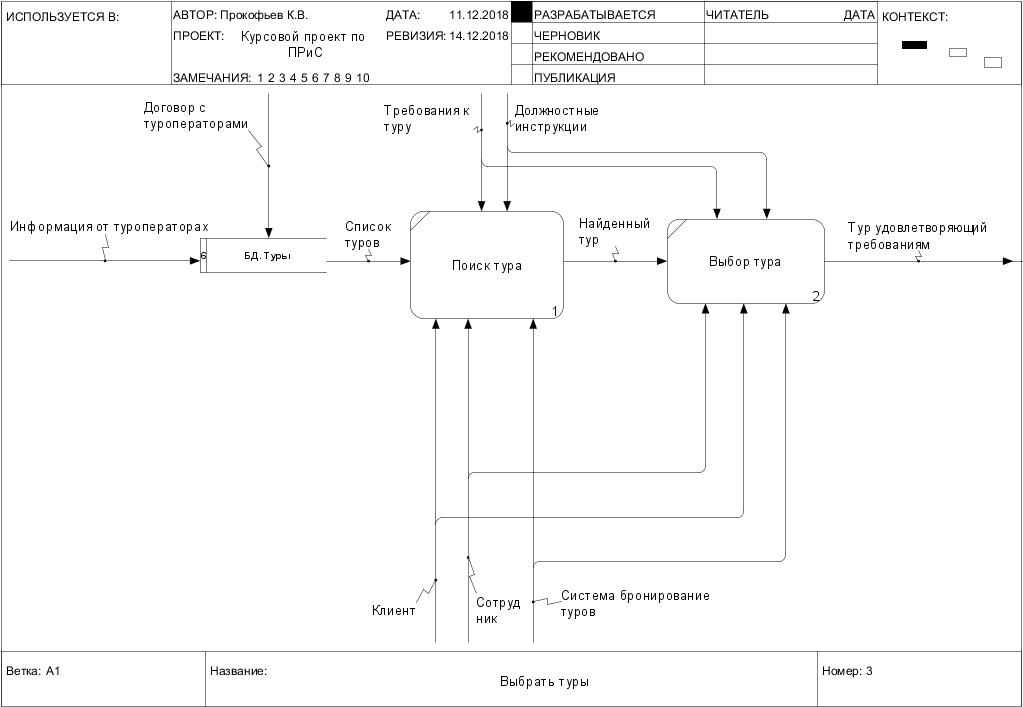 ИСПОЛЬЗУЕТСЯ В:
АВТОР: Прокофьев К.В.
ДАТА: 11.12.2018
РАЗРАБАТЫВАЕТСЯ
ЧИТАТЕЛЬ
ДАТА
КОНТЕКСТ:
ПРОЕКТ: Курсовой проект по
ПРиС
РЕВИЗИЯ: 14.12.2018
ЧЕРНОВИК
РЕКОМЕНДОВАНО
ЗАМЕЧАНИЯ: 1 2 3 4 5 6 7 8 9 10
ПУБЛИКАЦИЯ
Договор с
туроператорами
Требования к
туру
Должностные
инструкции
Информация от туроператорах
6
БД. Туры
Список
туров
Поиск тура
1
Найденный
тур
Выбор тура
2
Тур удовлетворяющий
требованиям
Клиент
Сотруд
ник
Система бронирование
туров
Ветка: А1
Название:
Выбрать туры
Номер: 3